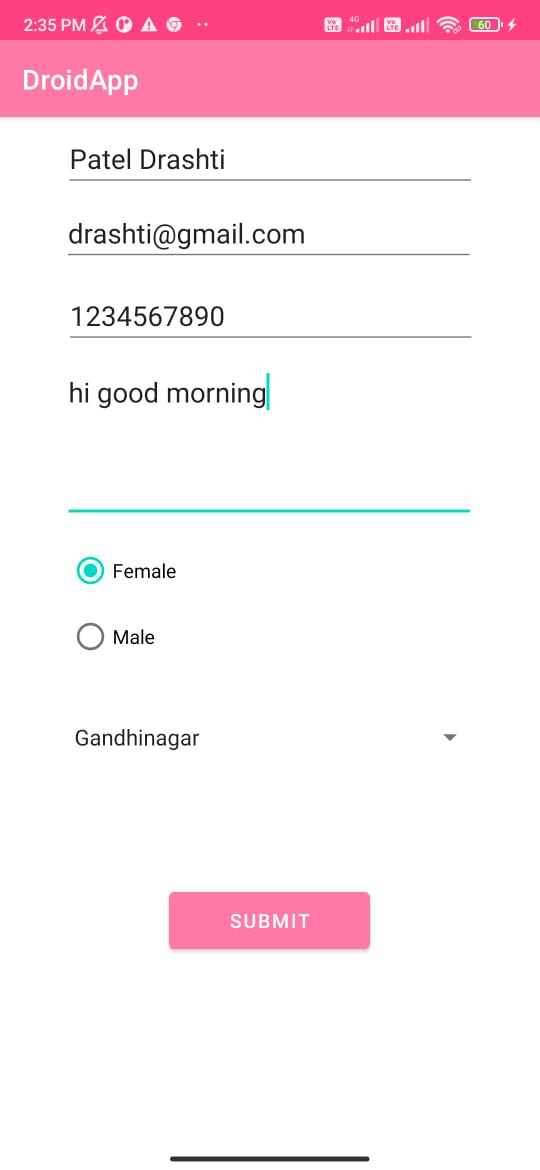 2:35 PM
Vo LTE 4G Vo LTE 60
DroidApp
Patel Drashti
drashti@gmail.com
1234567890
hi good morning
Female
Male
Gandhinagar
SUBMIT